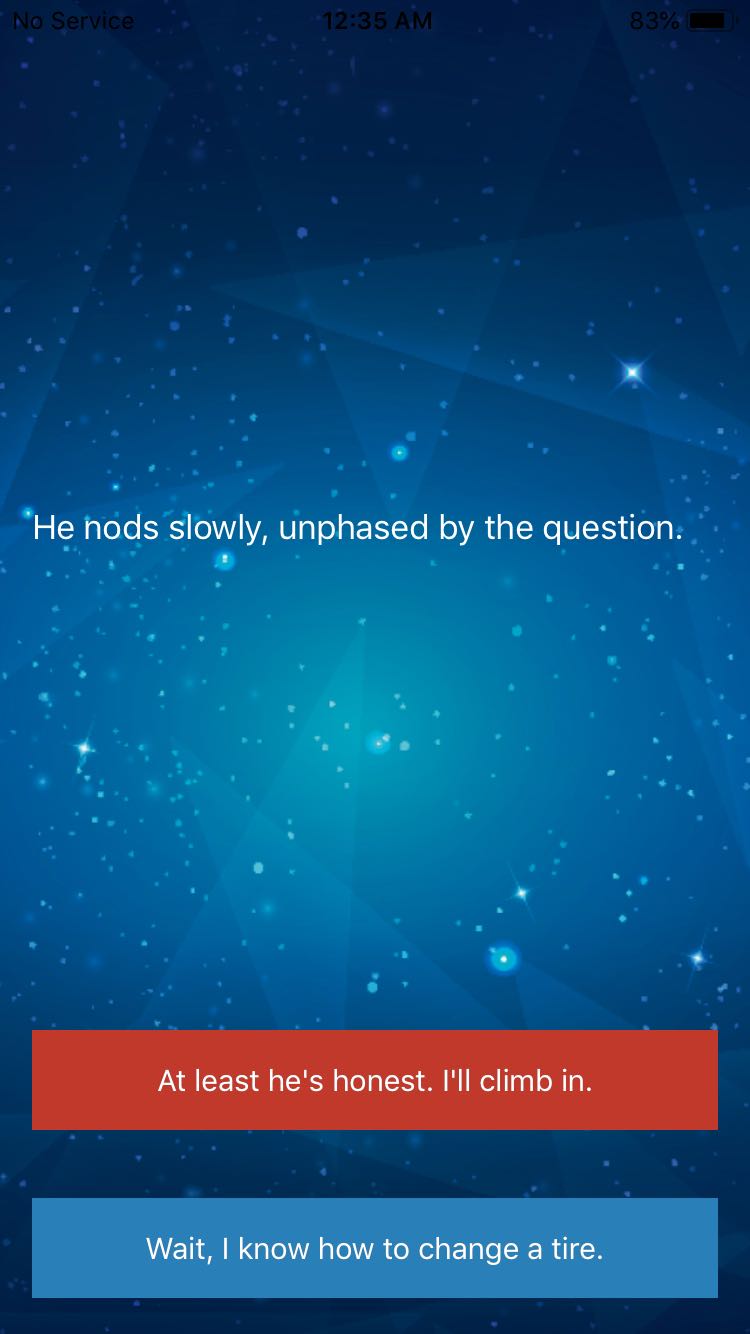 No Service 12:35 AM 83%
He nods slowly, unphased by the question.
At least he's honest. I'll climb in.
Wait, I know how to change a tire.